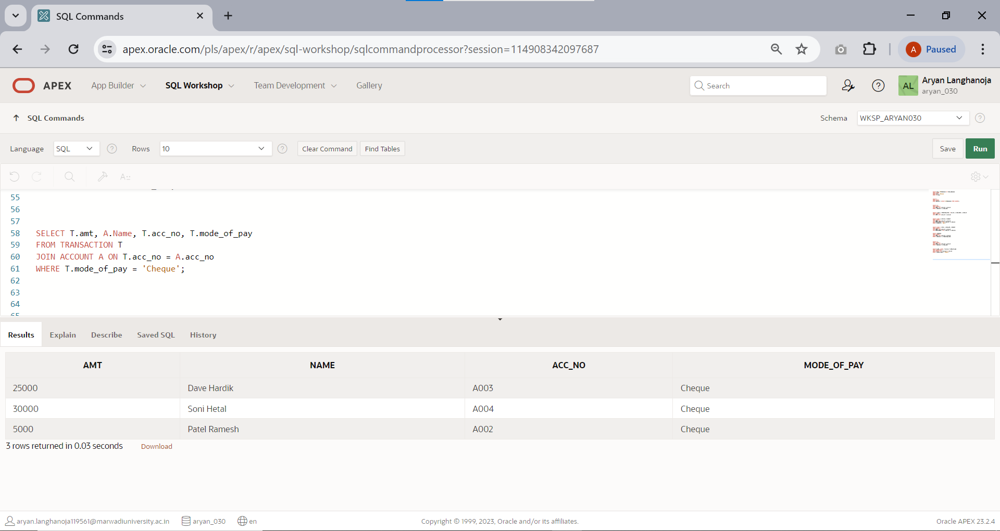 SQL Commands
apex.oracle.com/pls/apex/r/apex/sql-workshop/sqlcommandprocessor?session=114908342097687
A Paused
APEX App Builder SQL Workshop Team Development Gallery Search AL Aryan Langhanoja
aryan_030
SQL Commands Schema WKSP_ARYAN030 ?
Language SQL ? Rows 10 ? Clear Command Find Tables Save Run
55
56
57
58 SELECT T.amt, A.Name, T.acc_no, T.mode_of_pay
59 FROM TRANSACTION T
60 JOIN ACCOUNT A ON T.acc_no = A.acc_no
61 WHERE T.mode_of_pay = 'Cheque';
62
63
64
65
Results Explain Describe Saved SQL History
AMT NAME ACC_NO MODE_OF_PAY
25000 Dave Hardik A003 Cheque
30000 Soni Hetal A004 Cheque
5000 Patel Ramesh A002 Cheque
3 rows returned in 0.03 seconds Download
aryan.langhanoja119561@marwadiuniversity.ac.in aryan_030 en Copyright © 1999, 2023, Oracle and/or its affiliates. Oracle APEX 23.2.4